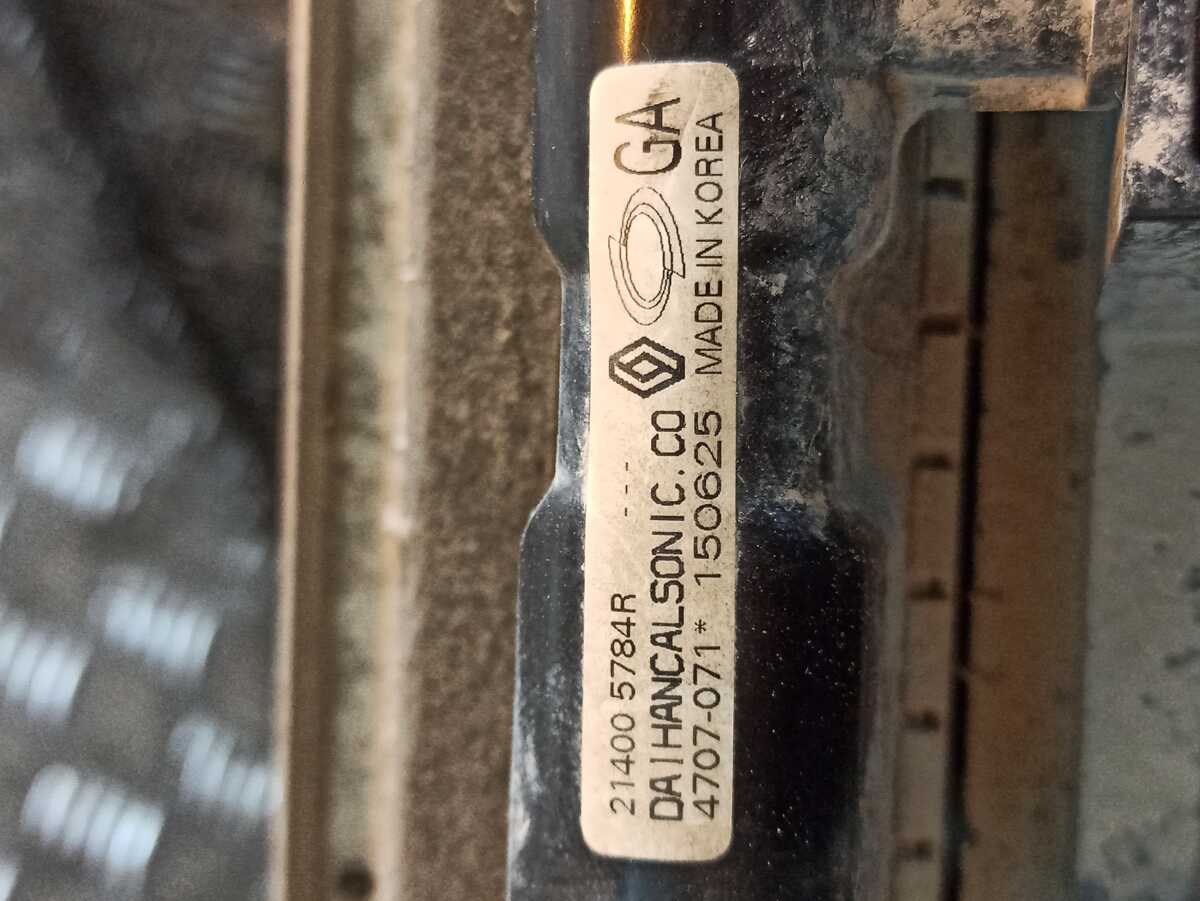 21400 5784R --- GA
DAIHANCALSONIC.CO
4707-071* 150625 MADE IN KOREA